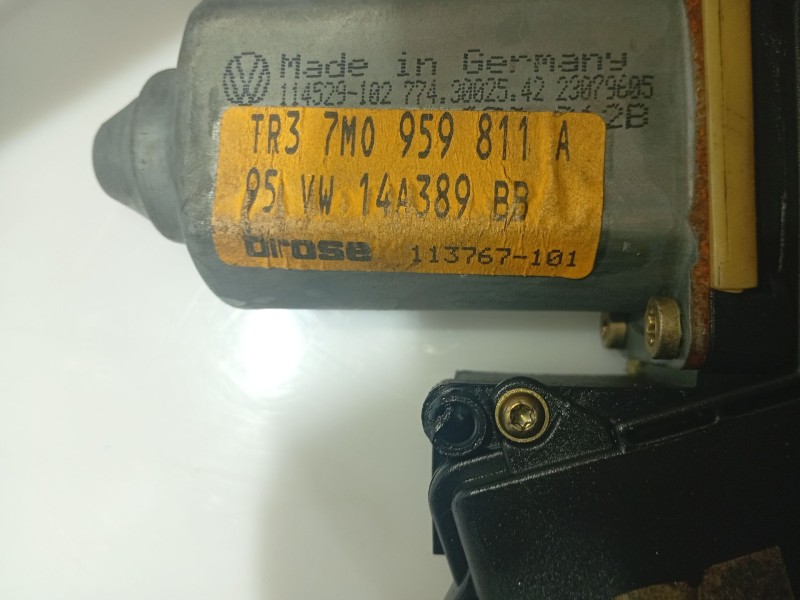 Made in Germany
114529-102 774.30025.42 23079605
2B
TR3 7M0 959 811 A
95 VW 14A389 BB
brose 113767-101